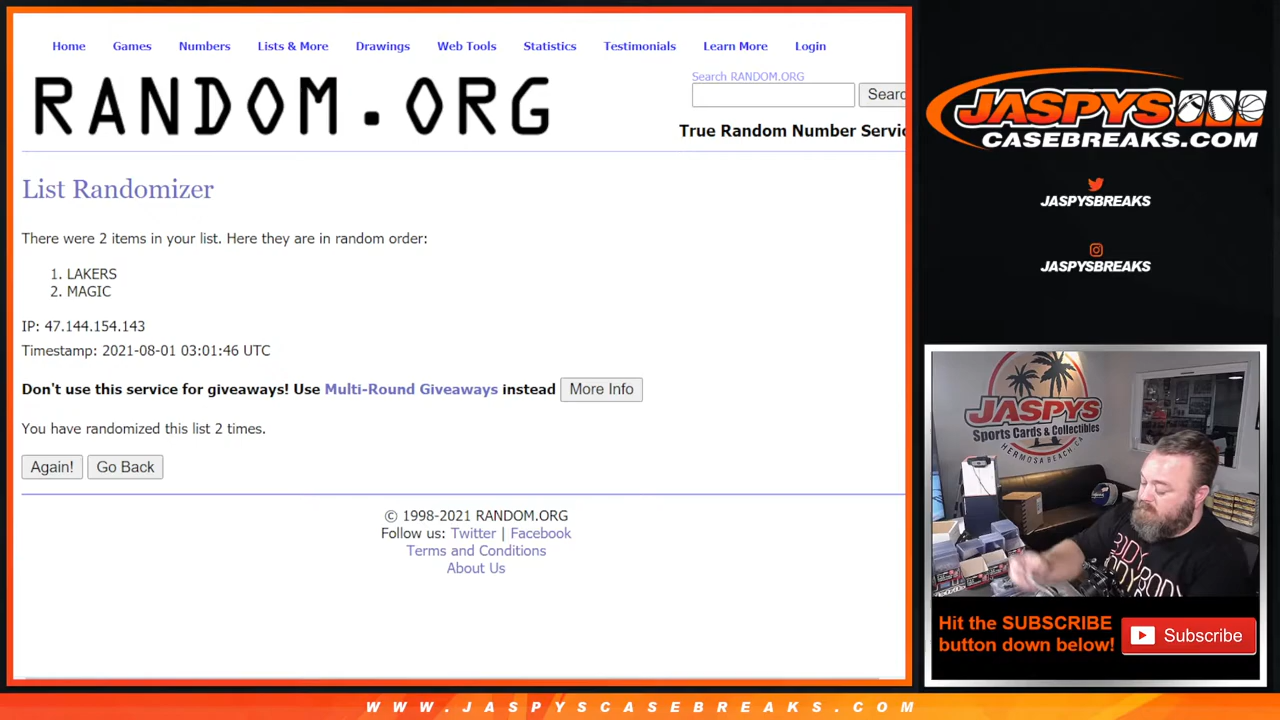 Home Games Numbers Lists & More Drawings Web Tools Statistics Testimonials Learn More Login
RANDOM.ORG
Search RANDOM.ORG
True Random Number Servic
List Randomizer
There were 2 items in your list. Here they are in random order:
1. LAKERS
2. MAGIC
IP: 47.144.154.143
Timestamp: 2021-08-01 03:01:46 UTC
Don't use this service for giveaways! Use Multi-Round Giveaways instead More Info
You have randomized this list 2 times.
Again! Go Back
© 1998-2021 RANDOM.ORG
Follow us: Twitter | Facebook
Terms and Conditions
About Us
JASPYS
CASEBREAKS.COM
JASPYSBREAKS
JASPYSBREAKS
JASPYS
Sports Cards & Collectibles
HERMOSA BEACH, CA
Hit the SUBSCRIBE
button down below!
Subscribe
WWW.JASPYSCASEBREAKS.COM